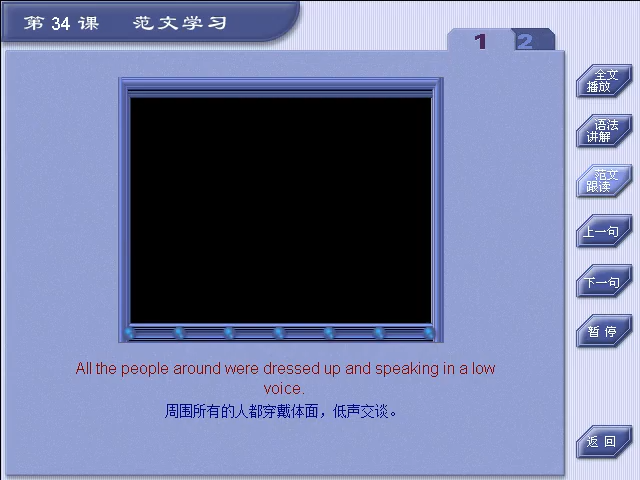 第 34 课 范文学习
1 2
全文
播放
语法
讲解
范文
跟读
上一句
下一句
暂 停
All the people around were dressed up and speaking in a low
voice.
周围所有的人都穿戴体面，低声交谈。
返 回